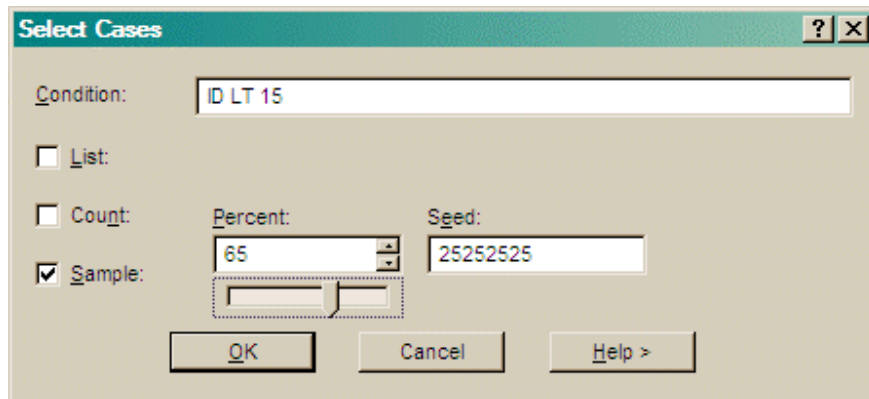 Select Cases
Condition: ID LT 15
List:
Count: Percent: Seed:
65 25252525
Sample:
OK Cancel Help >